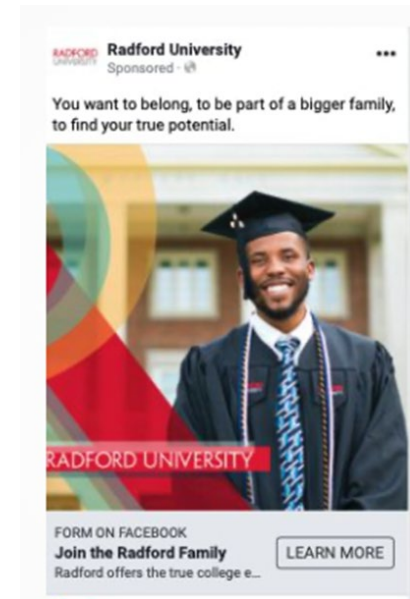 RADFORD
UNIVERSITY
Radford University
Sponsored ·
You want to belong, to be part of a bigger family,
to find your true potential.
RADFORD UNIVERSITY
FORM ON FACEBOOK
Join the Radford Family
Radford offers the true college e...
LEARN MORE